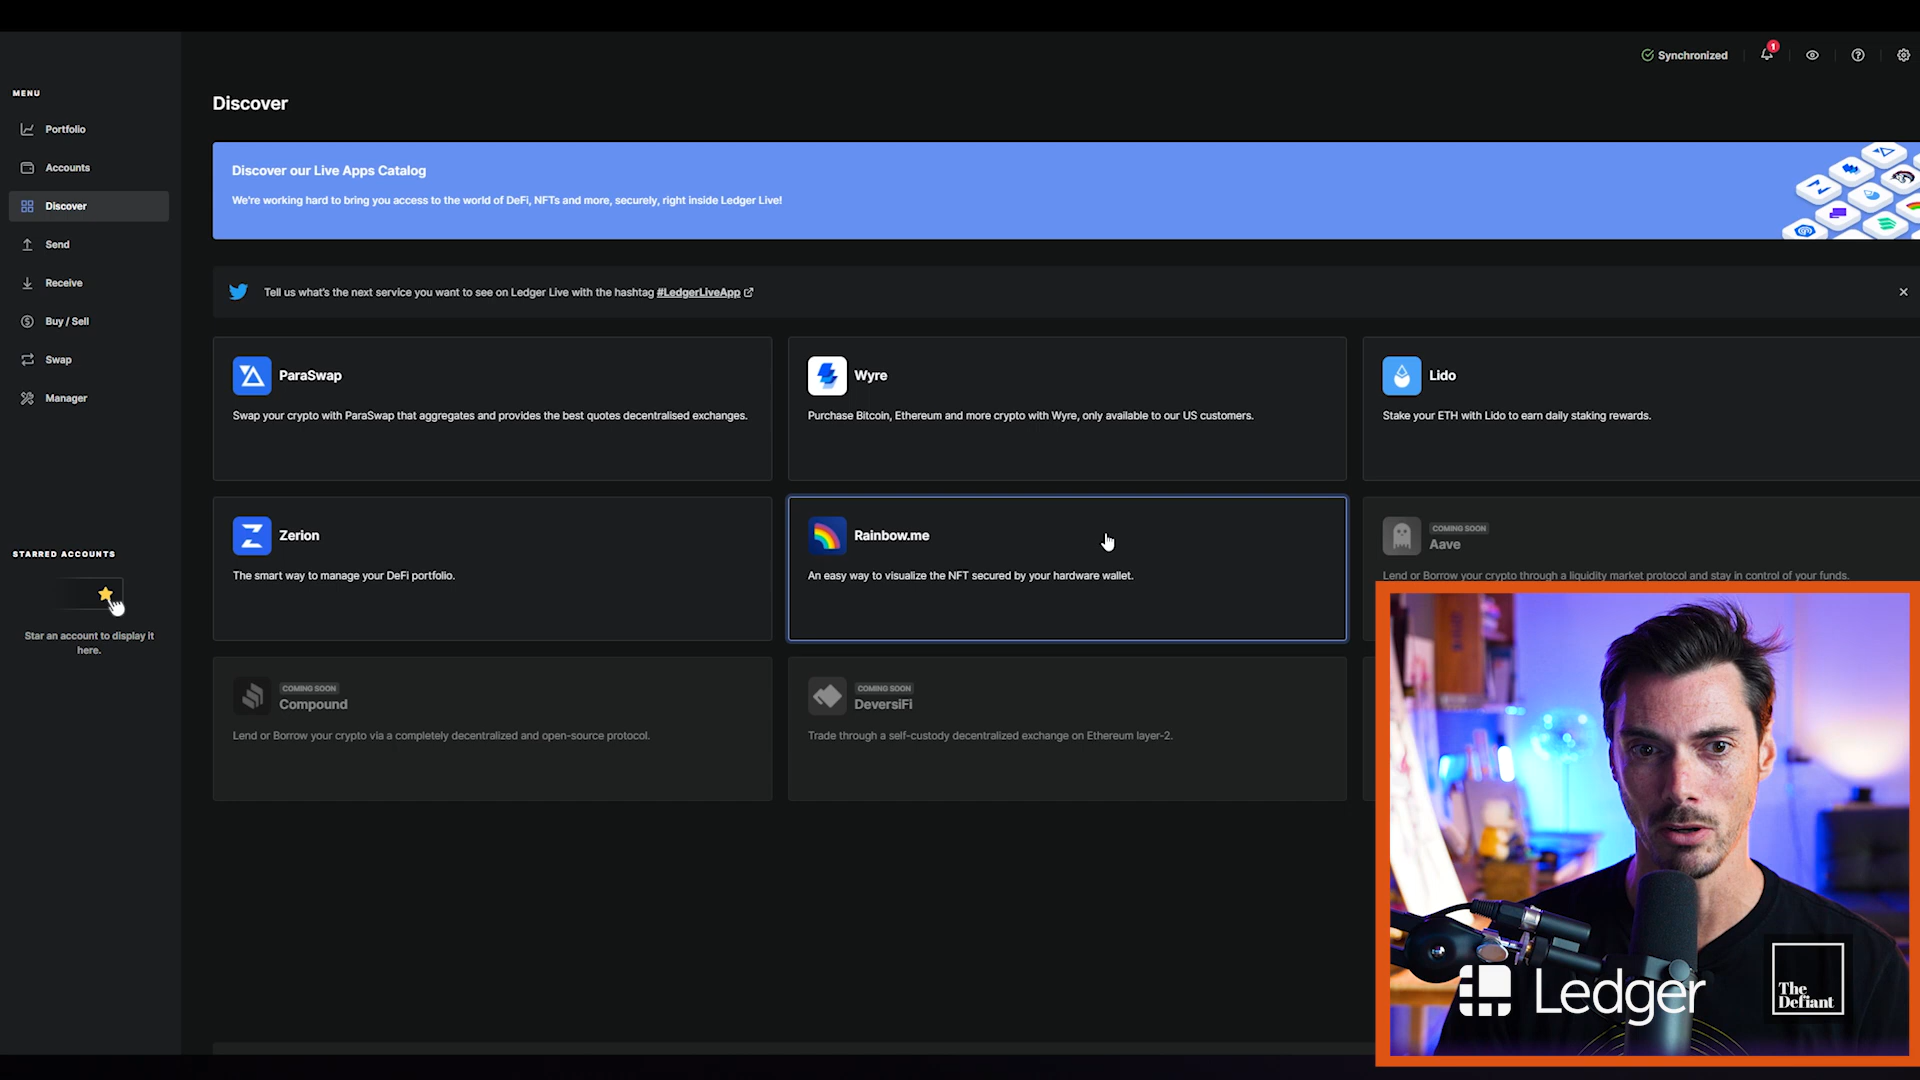 Synchronized
1
MENU
Portfolio
Accounts
Discover
Send
Receive
Buy / Sell
Swap
Manager
STARRED ACCOUNTS
Star an account to display it
here.
Discover
Discover our Live Apps Catalog
We're working hard to bring you access to the world of DeFi, NFTs and more, securely, right inside Ledger Live!
Tell us what's the next service you want to see on Ledger Live with the hashtag #LedgerLiveApp
ParaSwap
Swap your crypto with ParaSwap that aggregates and provides the best quotes decentralised exchanges.
Wyre
Purchase Bitcoin, Ethereum and more crypto with Wyre, only available to our US customers.
Lido
Stake your ETH with Lido to earn daily staking rewards.
Zerion
The smart way to manage your DeFi portfolio.
Rainbow.me
An easy way to visualize the NFT secured by your hardware wallet.
COMING SOON
Aave
Lend or Borrow your crypto through a liquidity market protocol and stay in control of your funds.
COMING SOON
Compound
Lend or Borrow your crypto via a completely decentralized and open-source protocol.
COMING SOON
DeversiFi
Trade through a self-custody decentralized exchange on Ethereum layer-2.
Ledger
The
Defiant